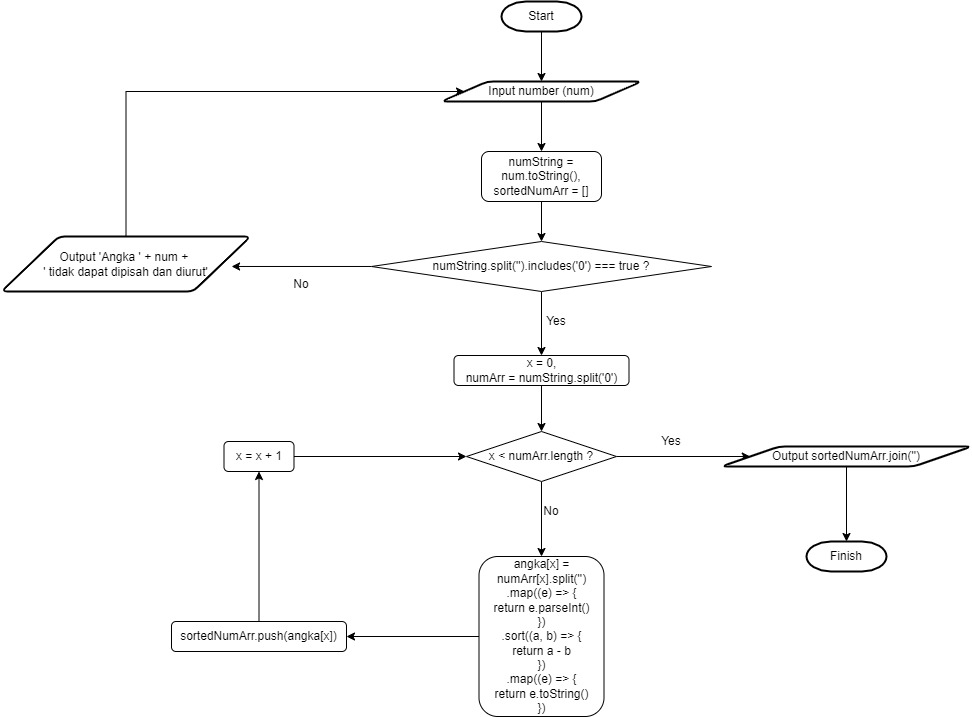 Start
Input number (num)
numString =
num.toString(),
sortedNumArr = []
numString.split('').includes('0') === true ?
No
Output 'Angka ' + num +
' tidak dapat dipisah dan diurut'
Yes
x = 0,
numArr = numString.split('0')
x < numArr.length ?
Yes
Output sortedNumArr.join('')
Finish
No
angka[x] =
numArr[x].split('')
.map((e) => {
return e.parseInt()
})
.sort((a, b) => {
return a - b
})
.map((e) => {
return e.toString()
})
sortedNumArr.push(angka[x])
x = x + 1